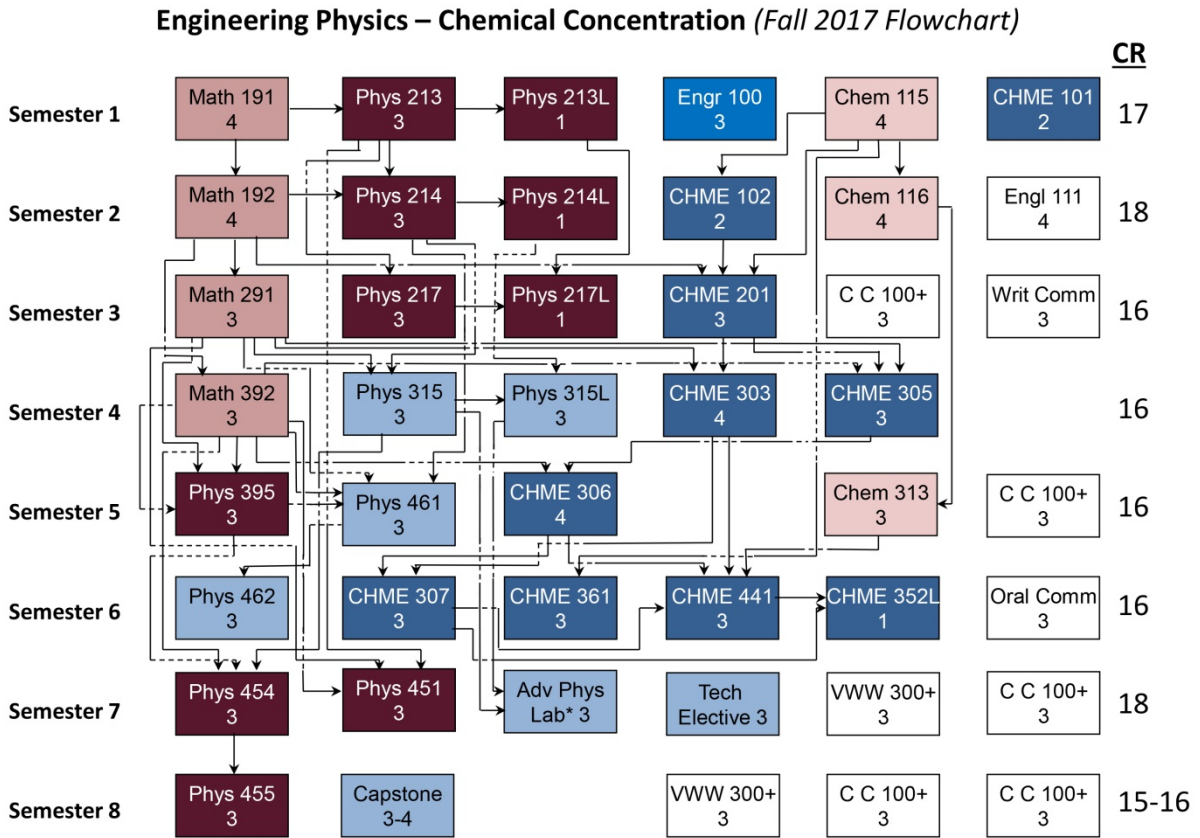 Engineering Physics – Chemical Concentration (Fall 2017 Flowchart)
CR
Semester 1
Math 191
4
Phys 213
3
Phys 213L
1
Engr 100
3
Chem 115
4
CHME 101
2
17
Semester 2
Math 192
4
Phys 214
3
Phys 214L
1
CHME 102
2
Chem 116
4
Engl 111
4
18
Semester 3
Math 291
3
Phys 217
3
Phys 217L
1
CHME 201
3
C C 100+
3
Writ Comm
3
16
Semester 4
Math 392
3
Phys 315
3
Phys 315L
3
CHME 303
4
CHME 305
3
16
Semester 5
Phys 395
3
Phys 461
3
CHME 306
4
Chem 313
3
C C 100+
3
16
Semester 6
Phys 462
3
CHME 307
3
CHME 361
3
CHME 441
3
CHME 352L
1
Oral Comm
3
16
Semester 7
Phys 454
3
Phys 451
3
Adv Phys
Lab* 3
Tech
Elective 3
VWW 300+
3
C C 100+
3
18
Semester 8
Phys 455
3
Capstone
3-4
VWW 300+
3
C C 100+
3
C C 100+
3
15-16